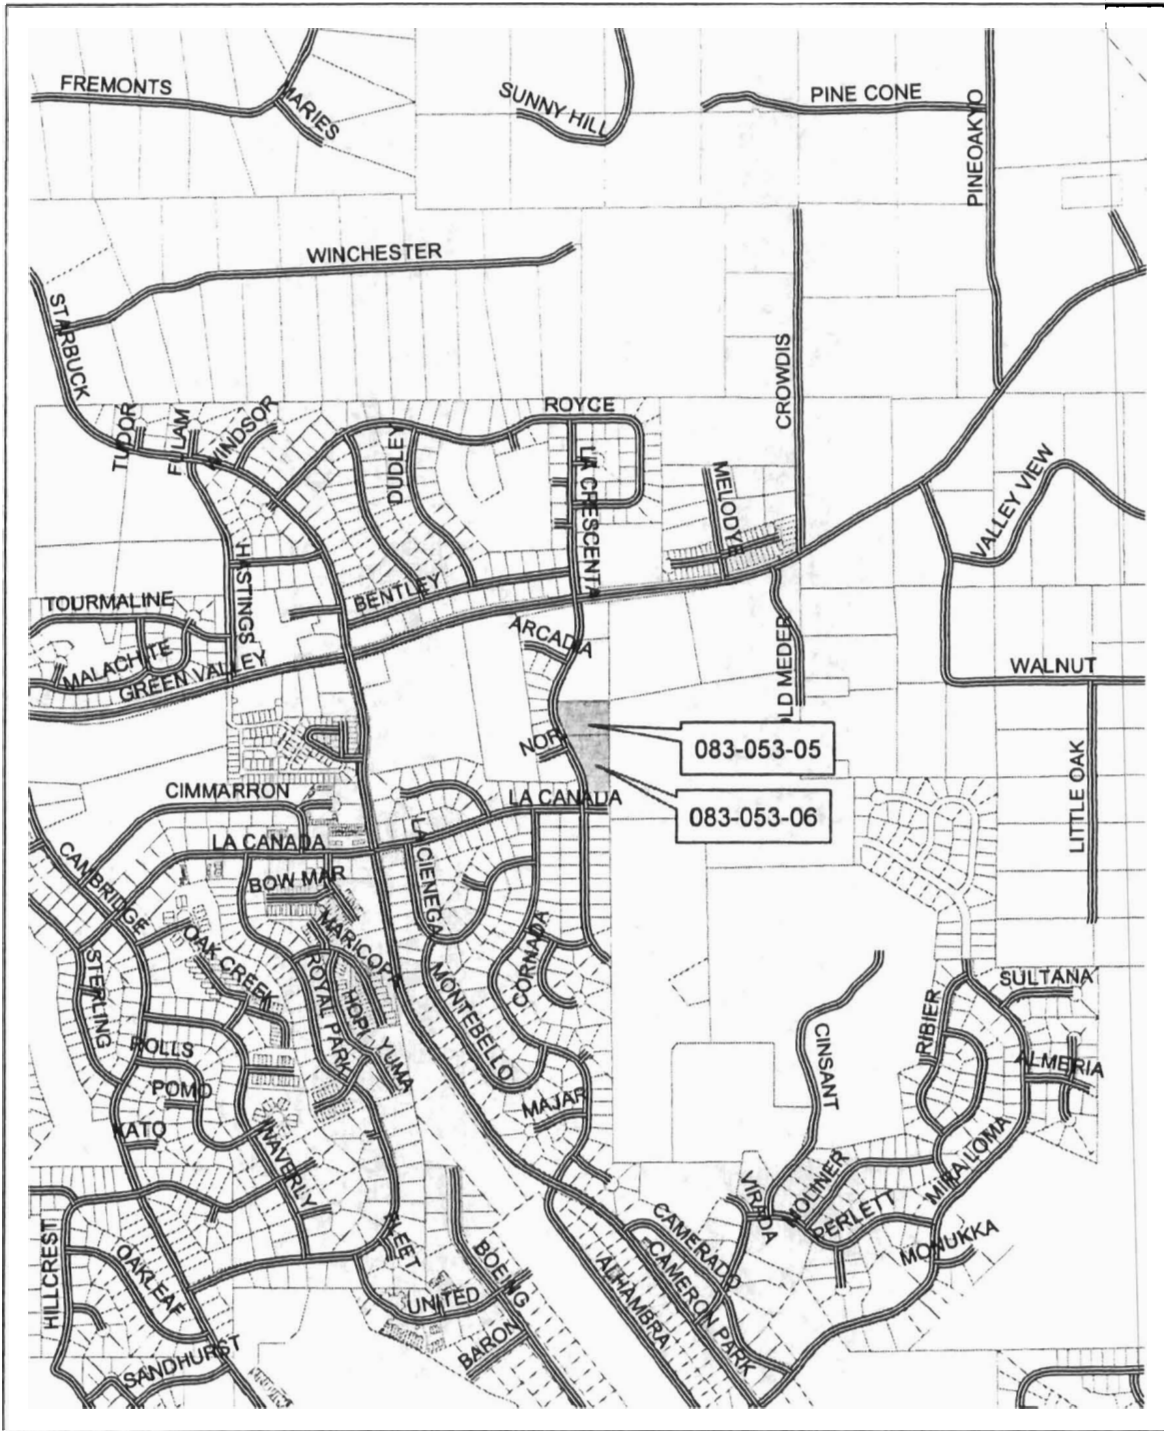 FREMONTS
MARIES
SUNNY HILL
PINE CONE
PINEOAKYO
WINCHESTER
STARBUCK
CROWDIS
TUDOR
FULAM
WINDSOR
DUDLEY
ROYCE
LA CRESCENTA
MELODYE
VALLEY VIEW
HASTINGS
BENTLEY
TOURMALINE
MALACHITE
GREEN VALLEY
ARCADIA
OLD MEDER
WALNUT
083-053-05
NOR
CIMMARRON
LA CANADA
083-053-06
LITTLE OAK
LA CANADA
LA CIENEGA
CAMBRIDGE
BOW MAR
MARICOPA
OAK CREEK
STERLING
ROYAL PARK
HOPI
YUMA
MONTEBELLO
CORNADA
CINSANT
RIBIER
SULTANA
ALMERIA
ROLLS
POMO
KATO
MAJAR
WAVERLY
VIRADA
MOLINER
PERLETT
MIRALLOMA
MONUKKA
HILLCREST
OAKLEAF
FLEET
BOEING
UNITED
BARON
CAMERADO
CAMERON PARK
ALHAMBRA
SANDHURST